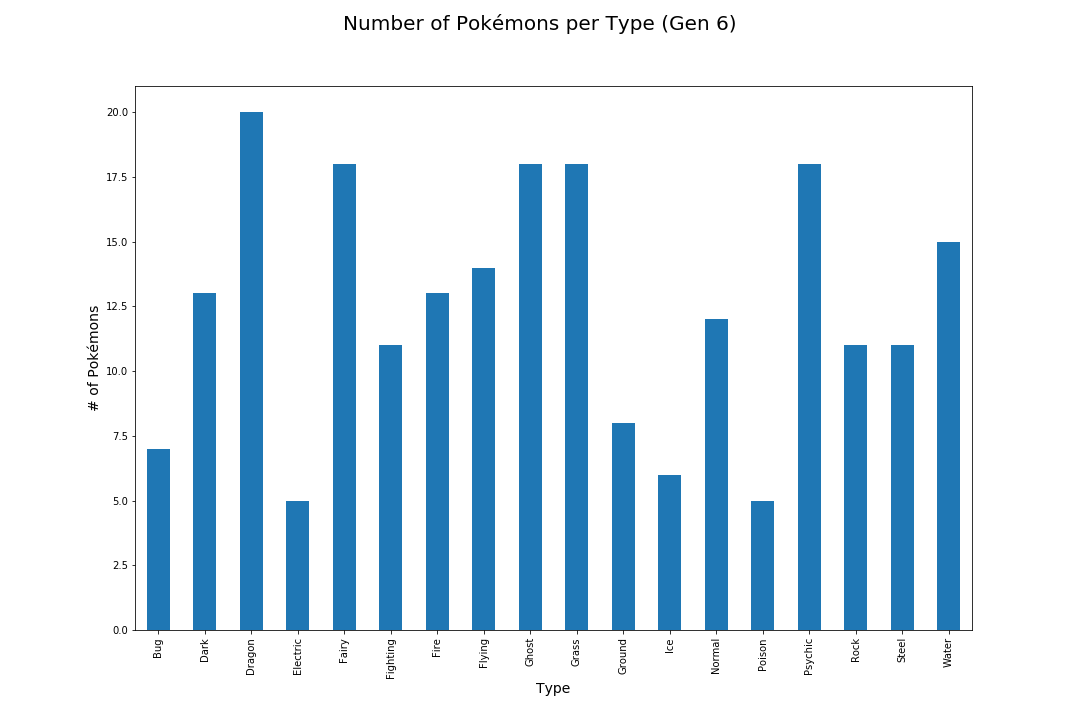 Number of Pokémons per Type (Gen 6)
# of Pokémons
20.0
17.5
15.0
12.5
10.0
7.5
5.0
2.5
0.0
Bug
Dark
Dragon
Electric
Fairy
Fighting
Fire
Flying
Ghost
Grass
Ground
Ice
Normal
Poison
Psychic
Rock
Steel
Water
Type